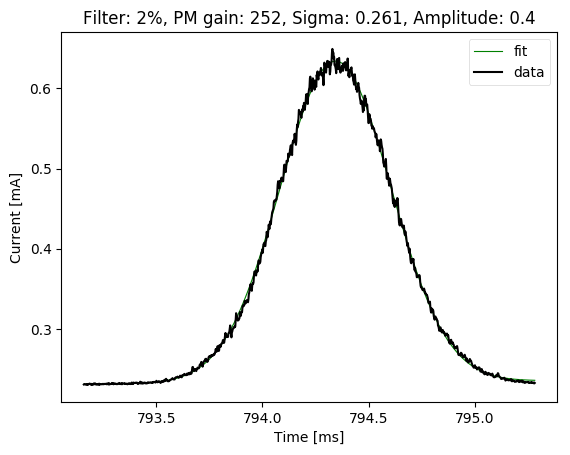 Filter: 2%, PM gain: 252, Sigma: 0.261, Amplitude: 0.4
fit
data
0.6
0.5
0.4
0.3
Current [mA]
793.5 794.0 794.5 795.0
Time [ms]